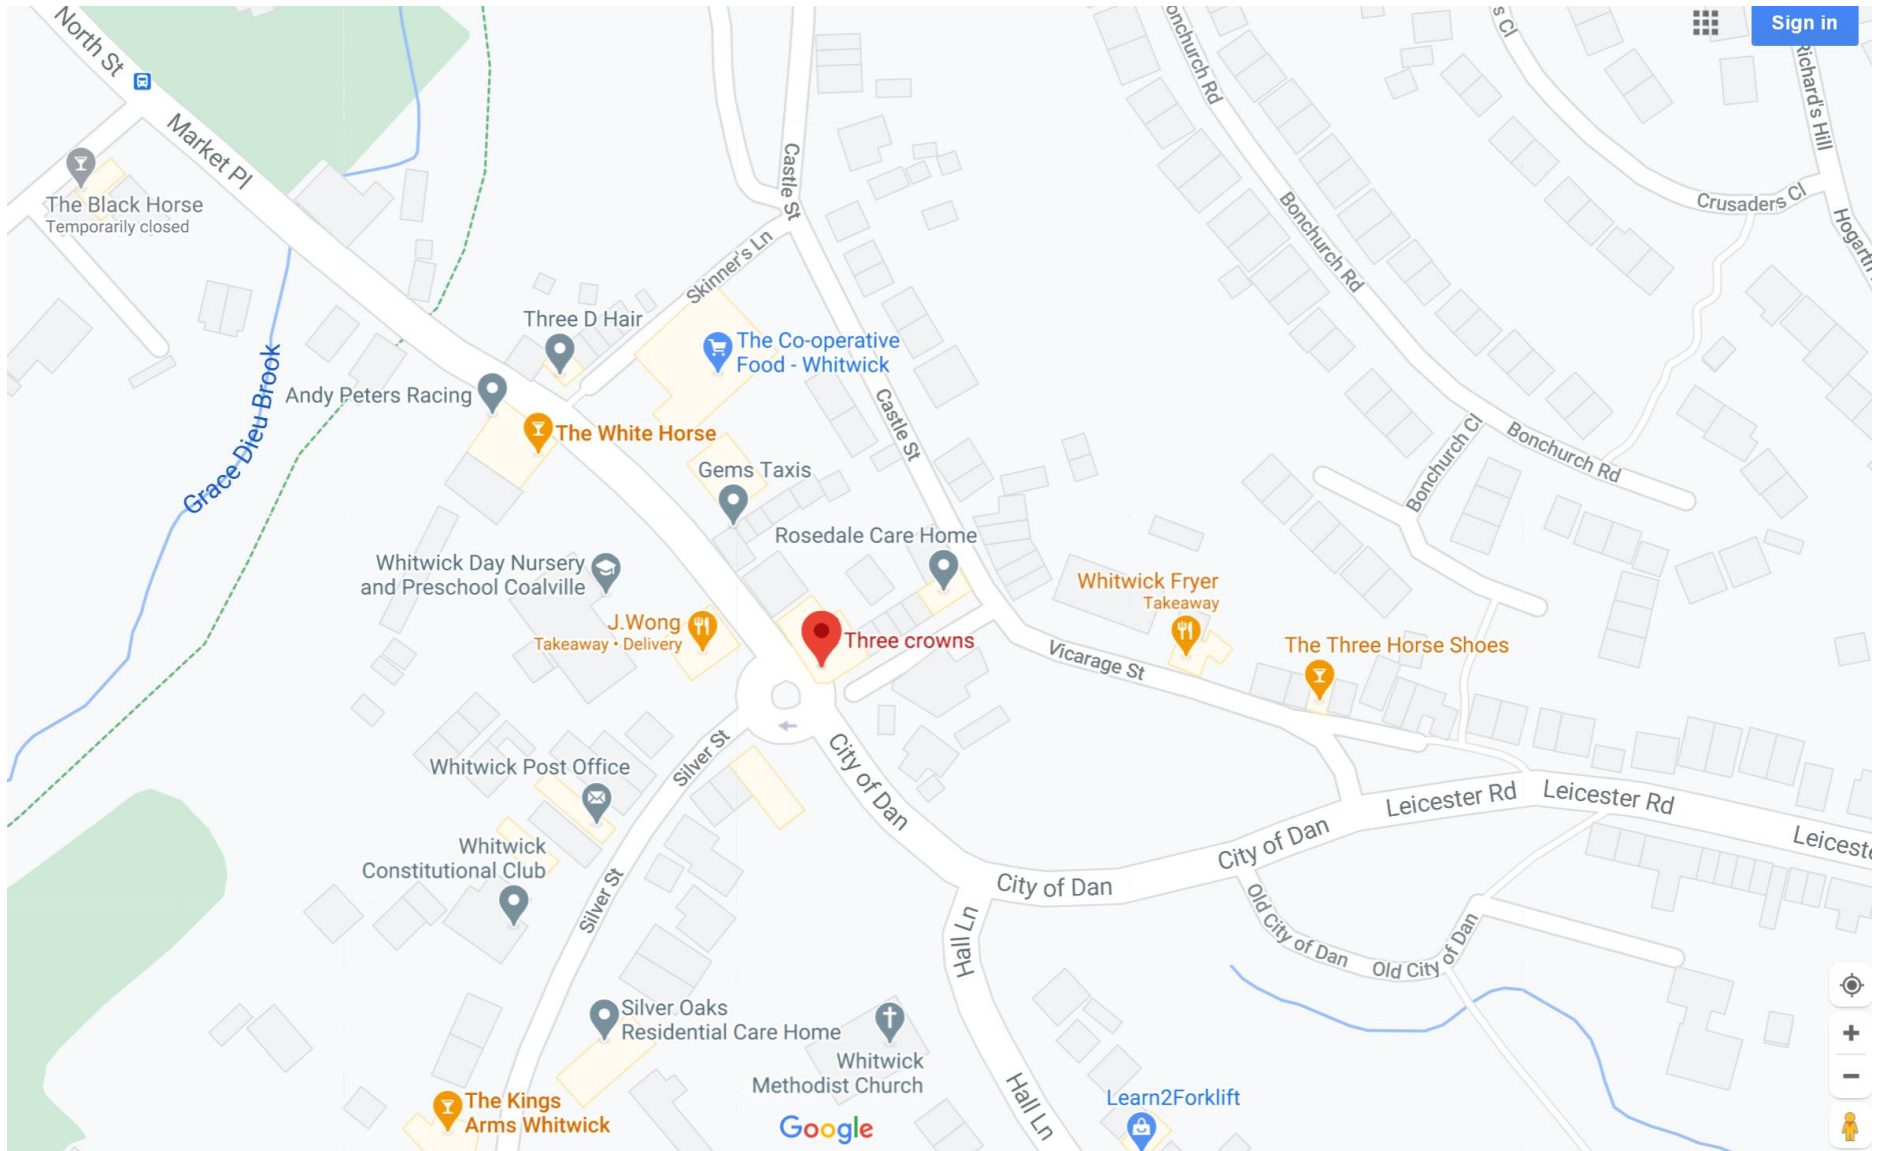 North St
Market Pl
The Black Horse
Temporarily closed
Grace Dieu Brook
Andy Peters Racing
Three D Hair
Skinner's Ln
Castle St
The Co-operative
Food - Whitwick
The White Horse
Gems Taxis
Castle St
Rosedale Care Home
Whitwick Day Nursery
and Preschool Coalville
J.Wong
Takeaway • Delivery
Three crowns
Whitwick Fryer
Takeaway
The Three Horse Shoes
Vicarage St
onchurch Rd
Bonchurch Rd
Bonchurch Rd
Bonchurch Cl
s Cl
Crusaders Cl
Richard's Hill
Hogarth
Sign in
Silver St
Whitwick Post Office
Whitwick
Constitutional Club
Silver St
City of Dan
City of Dan
City of Dan
Leicester Rd
Leicester Rd
Leiceste
Old City of Dan
Old City of Dan
Hall Ln
Hall Ln
Silver Oaks
Residential Care Home
Whitwick
Methodist Church
The Kings
Arms Whitwick
Learn2Forklift
Google